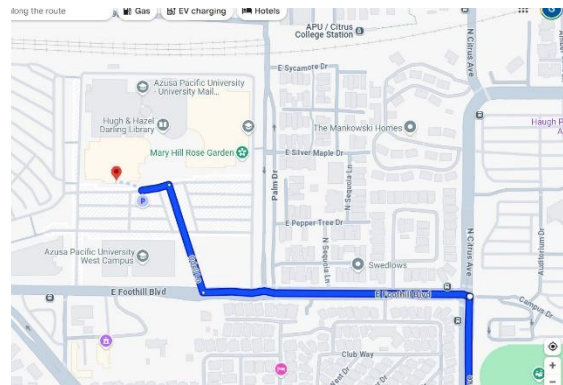 along the route
Gas
EV charging
Hotels
G
APU / Citrus
College Station
N Citrus Ave
E Sycamore Dr
Azusa Pacific University
- University Mail...
Hugh & Hazel
Darling Library
The Mankowski Homes
Haugh P
Mary Hill Rose Garden
E Silver Maple Dr
N Sequoia Ln
Palm Dr
P
E Pepper Tree Dr
N Citrus Ave
Auditorium Dr
N Sequoia Ln
Azusa Pacific University
West Campus
Swedlows
E Foothill Blvd
E Foothill Blvd
Campus Dr
Club Way